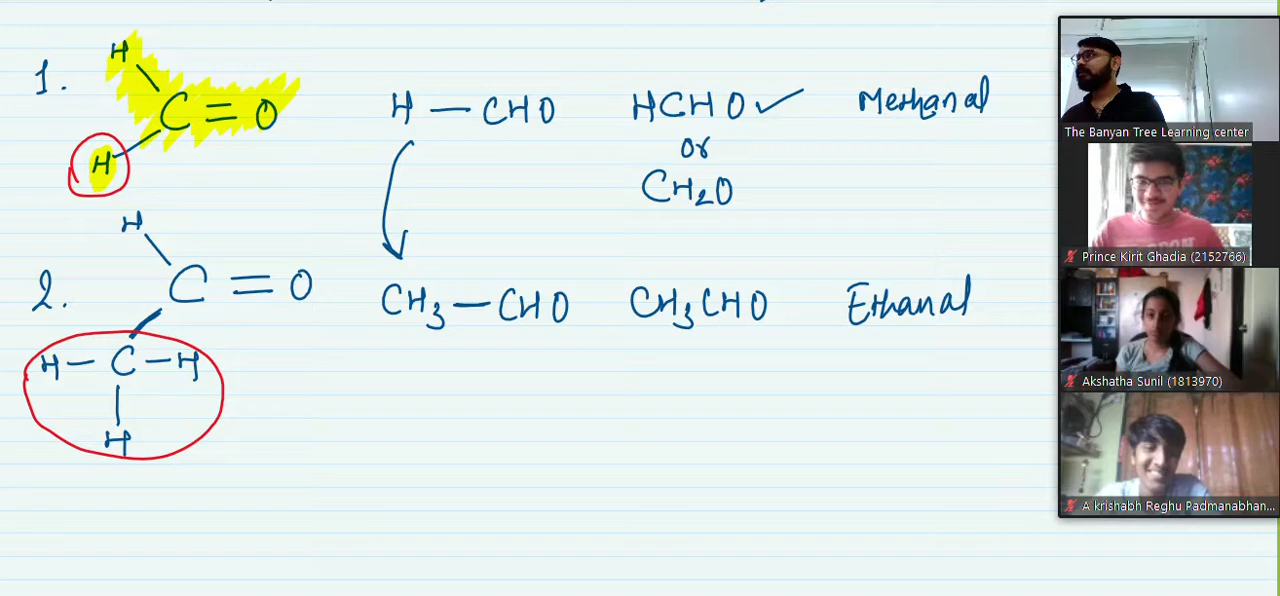 1.
H
C = O
H
H — CHO
HCHO ✓
or
CH₂O
Methanal
2.
H
C = O
H — C — H
H
CH₃ — CHO
CH₃CHO
Ethanal
The Banyan Tree Learning center
Prince Kirit Ghadia (2152766)
Akshatha Sunil (1813970)
A krishabh Reghu Padmanabhan...